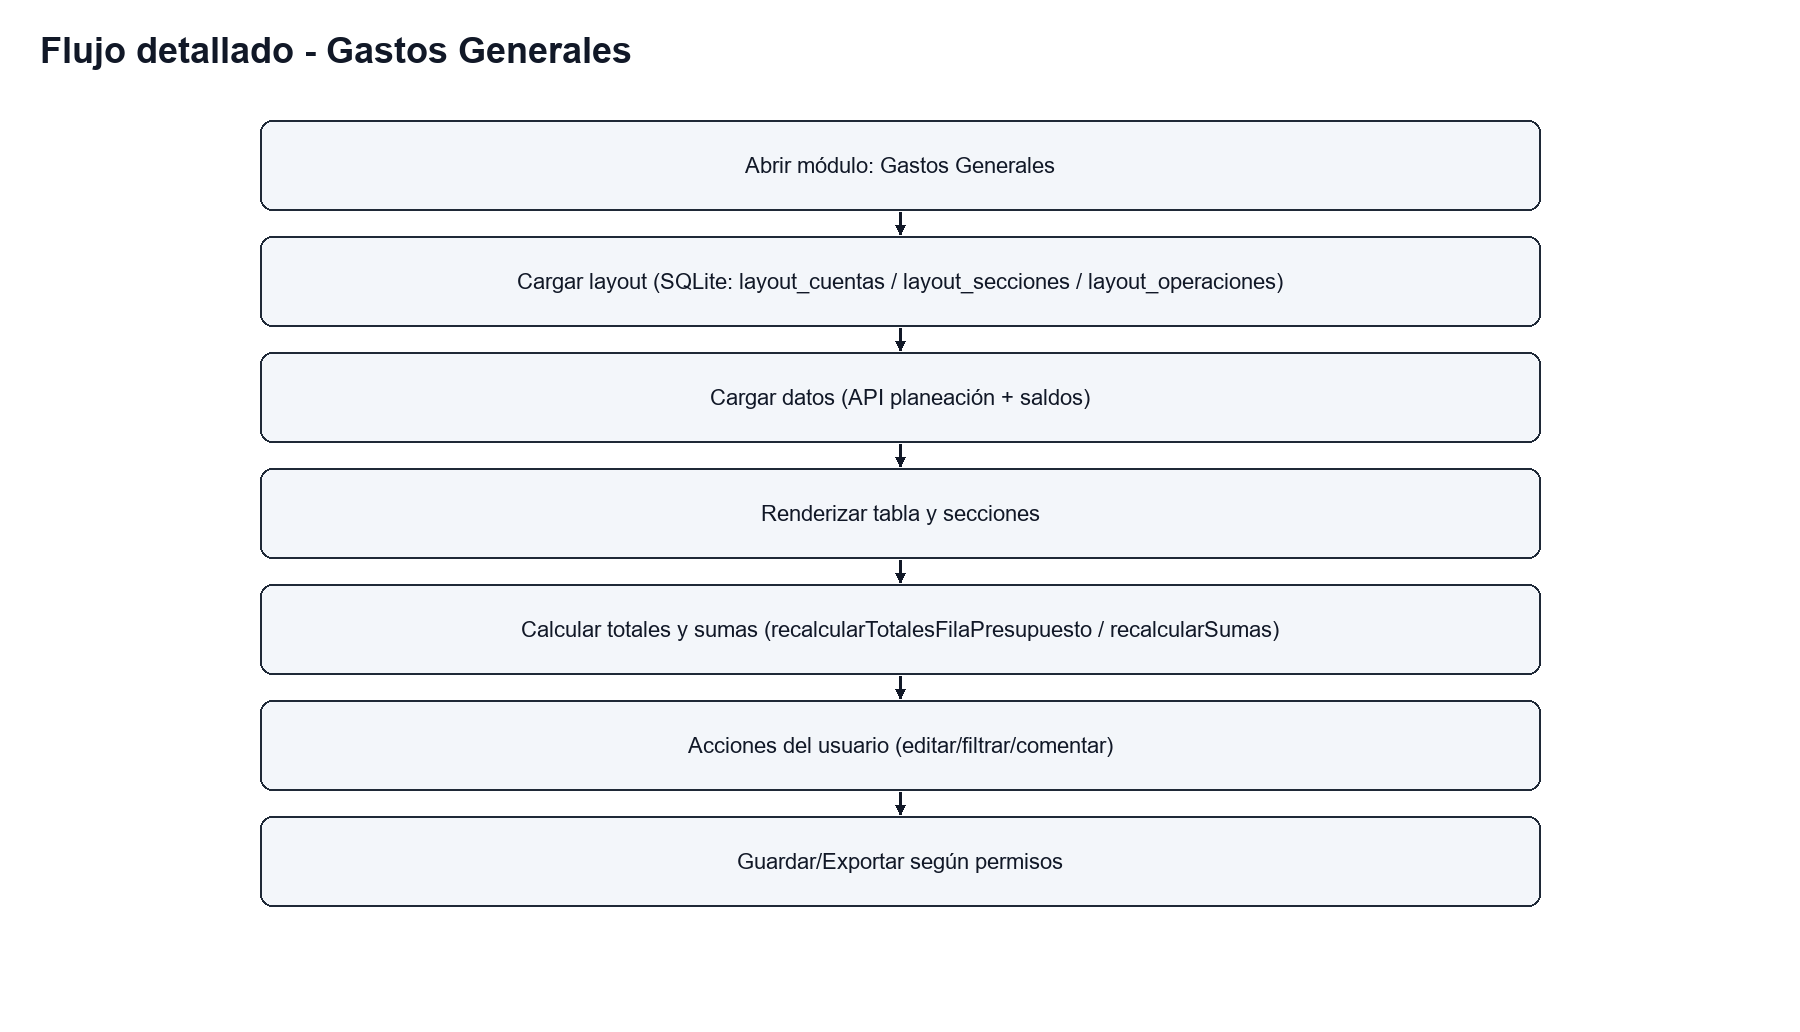 Flujo detallado - Gastos Generales
Abrir módulo: Gastos Generales
Cargar layout (SQLite: layout_cuentas / layout_secciones / layout_operaciones)
Cargar datos (API planeación + saldos)
Renderizar tabla y secciones
Calcular totales y sumas (recalcularTotalesFilaPresupuesto / recalcularSumas)
Acciones del usuario (editar/filtrar/comentar)
Guardar/Exportar según permisos